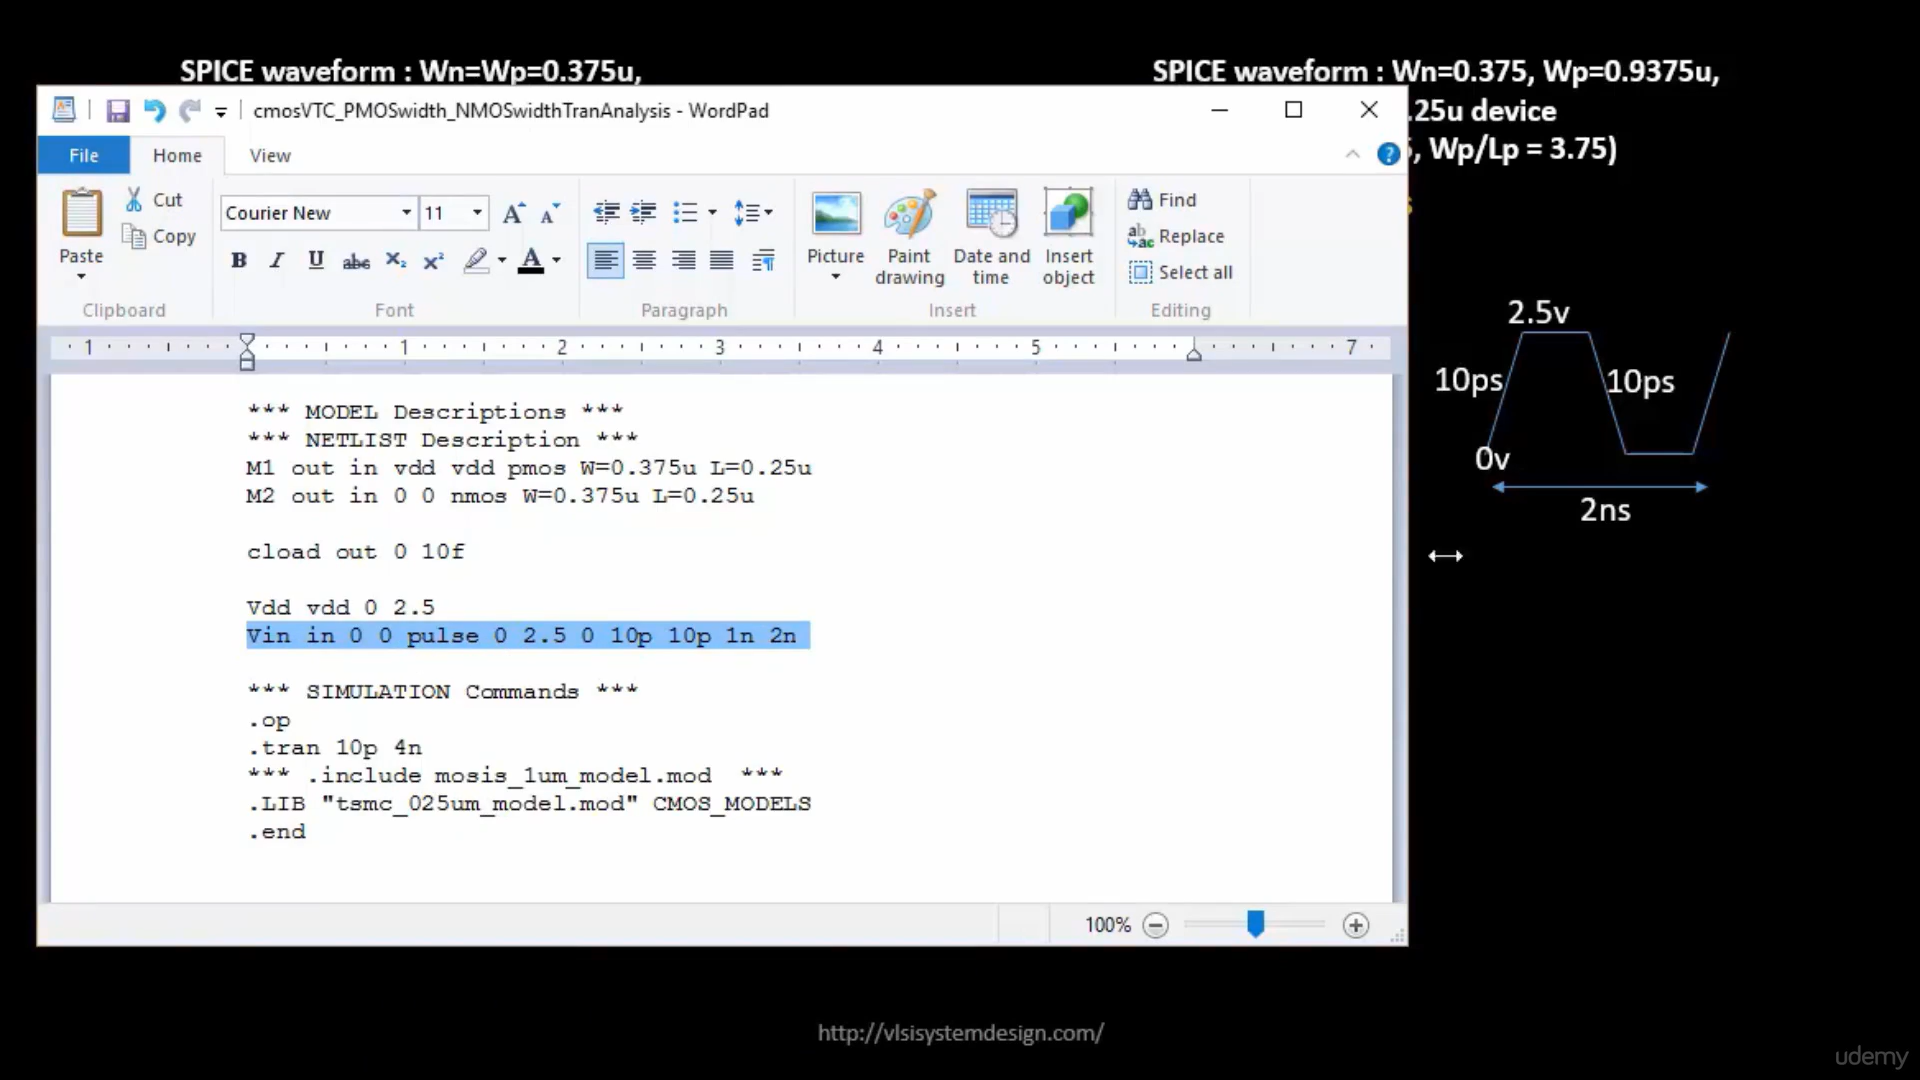 SPICE waveform : Wn=Wp=0.375u,
SPICE waveform : Wn=0.375, Wp=0.9375u,
.25u device
, Wp/Lp = 3.75)
cmosVTC_PMOSwidth_NMOSwidthTranAnalysis - WordPad
File
Home
View
Paste
Cut
Copy
Clipboard
Courier New
11
Font
Paragraph
Picture
Paint drawing
Date and time
Insert object
Insert
Find
Replace
Select all
Editing
1 1 2 3 4 5 7
*** MODEL Descriptions ***
*** NETLIST Description ***
M1 out in vdd vdd pmos W=0.375u L=0.25u
M2 out in 0 0 nmos W=0.375u L=0.25u
cload out 0 10f
Vdd vdd 0 2.5
Vin in 0 0 pulse 0 2.5 0 10p 10p 1n 2n
*** SIMULATION Commands ***
.op
.tran 10p 4n
*** .include mosis_1um_model.mod ***
.LIB "tsmc_025um_model.mod" CMOS_MODELS
.end
100%
2.5v
10ps
10ps
0v
2ns
http://vlsisystemdesign.com/
udemy